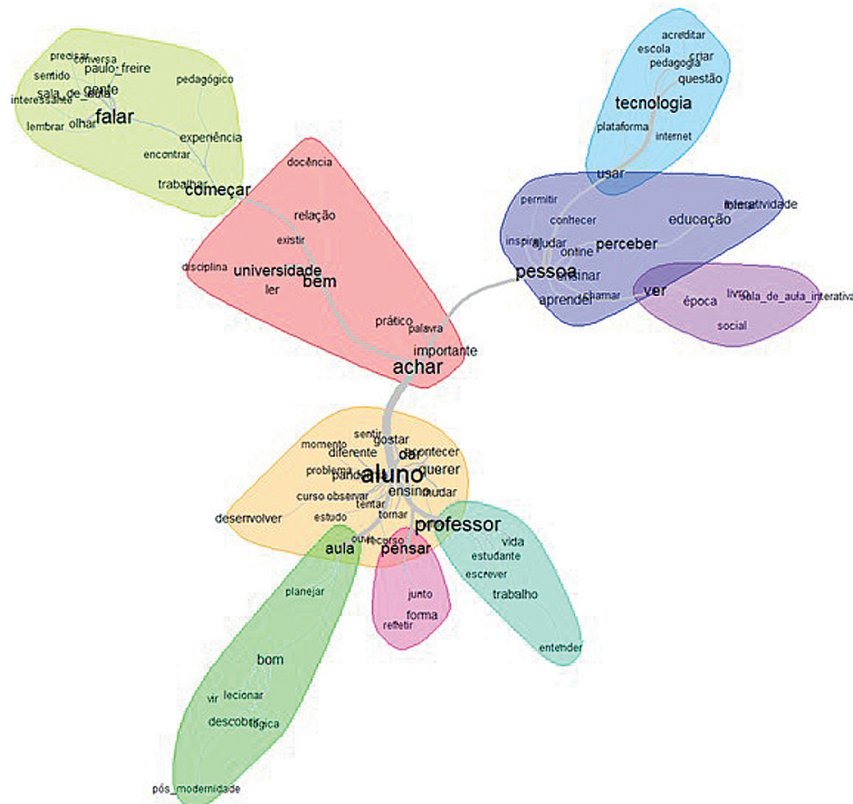 precisar
conversa
paulo_freire
sentido
gente
sala_de_aula
interessante
falar
lembrar
olhar
pedagógico
experiência
encontrar
trabalhar
começar
docência
relação
existir
disciplina
universidade
bem
ler
prático
palavra
importante
achar
acreditar
escola
criar
pedagogia
questão
tecnologia
plataforma
internet
usar
permitir
interatividade
conhecer
educação
inspirar
ajudar
perceber
online
pessoa
ensinar
aprender
chamar
ver
época
livro
sala_de_aula_interativa
social
sentir
gostar
momento
diferente
dar
acontecer
problema
aluno
querer
curso
observar
ensino
mudar
tentar
desenvolver
estudo
tornar
professor
recurso
aula
pensar
vida
estudante
escrever
trabalho
entender
planejar
junto
forma
refletir
bom
vir
lecionar
descobrir
lógica
pós_modernidade